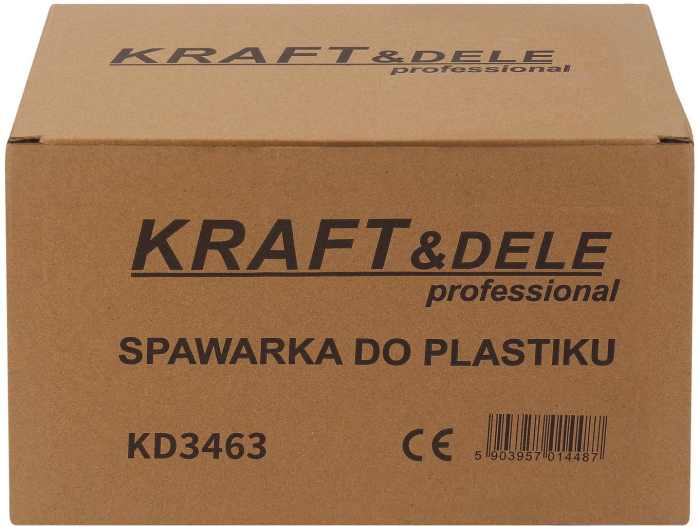 KRAFT&DELE
professional
KRAFT&DELE
professional
SPAWARKA DO PLASTIKU
KD3463 CE
5 903957 014487